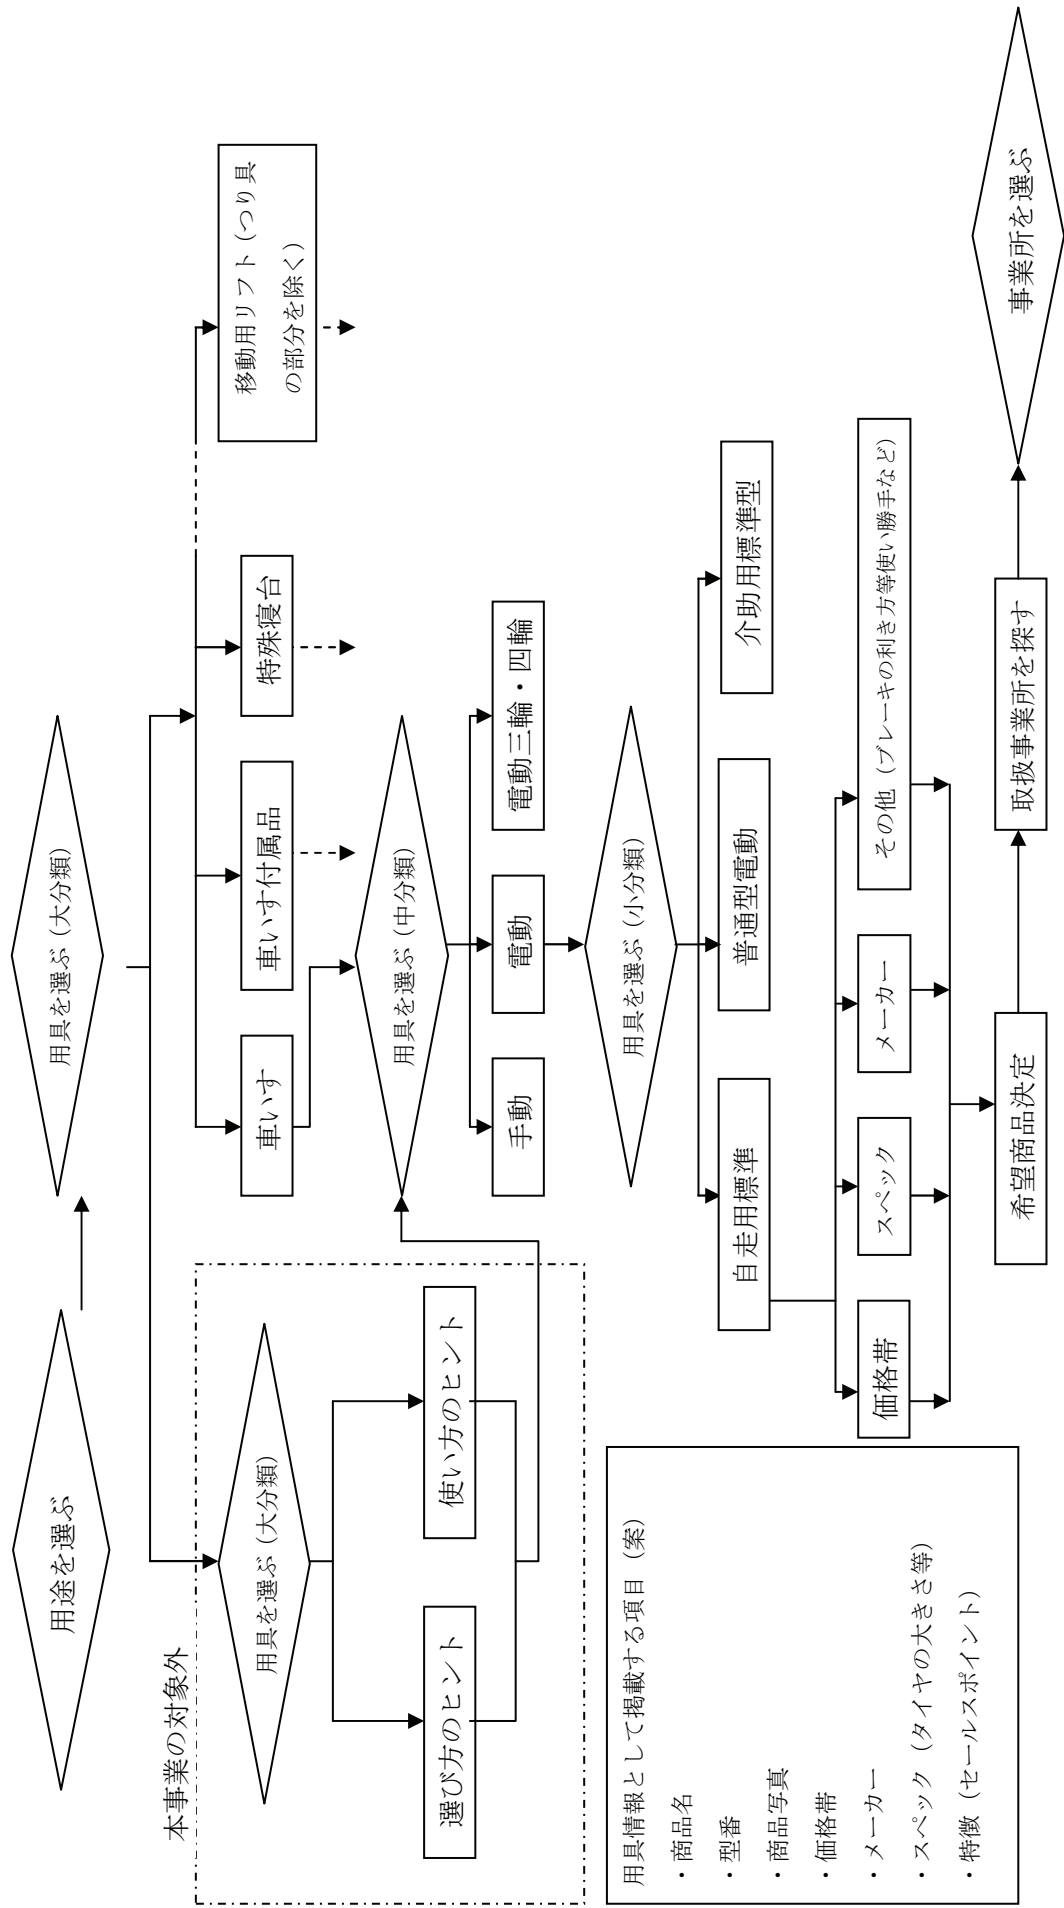 用途を選ぶ
用具を選ぶ（大分類）
本事業の対象外
用具を選ぶ（大分類）
選び方のヒント
使い方のヒント
車いす
車いす付属品
特殊寝台
移動用リフト（つり具
の部分を除く）
用具を選ぶ（中分類）
手動
電動
電動三輪・四輪
用具を選ぶ（小分類）
自走用標準
普通型電動
介助用標準型
価格帯
スペック
メーカー
その他（ブレーキの利き方等使い勝手など）
希望商品決定
取扱事業所を探す
事業所を選ぶ
用具情報として掲載する項目（案）
・商品名
・型番
・商品写真
・価格帯
・メーカー
・スペック（タイヤの大きさ等）
・特徴（セールスポイント）